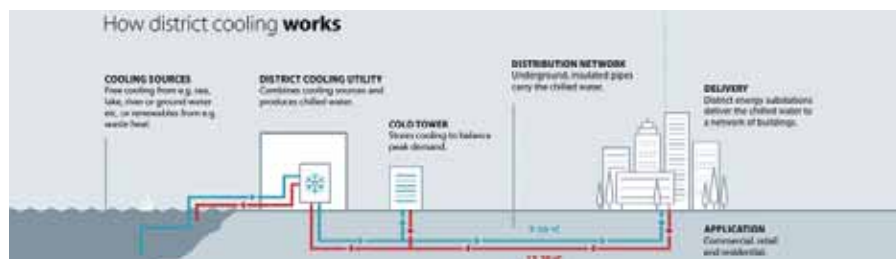 How district cooling works
COOLING SOURCES
Free cooling from e.g. sea,
lake, river or ground water
etc, or renewables from e.g.
waste heat.
DISTRICT COOLING UTILITY
Combines cooling sources and
produces chilled water.
COLD TOWER
Stores cooling to balance
peak demand.
DISTRIBUTION NETWORK
Underground, insulated pipes
carry the chilled water.
DELIVERY
District energy substations
deliver the chilled water to
a network of buildings.
APPLICATION
Commercial, retail
and residential.